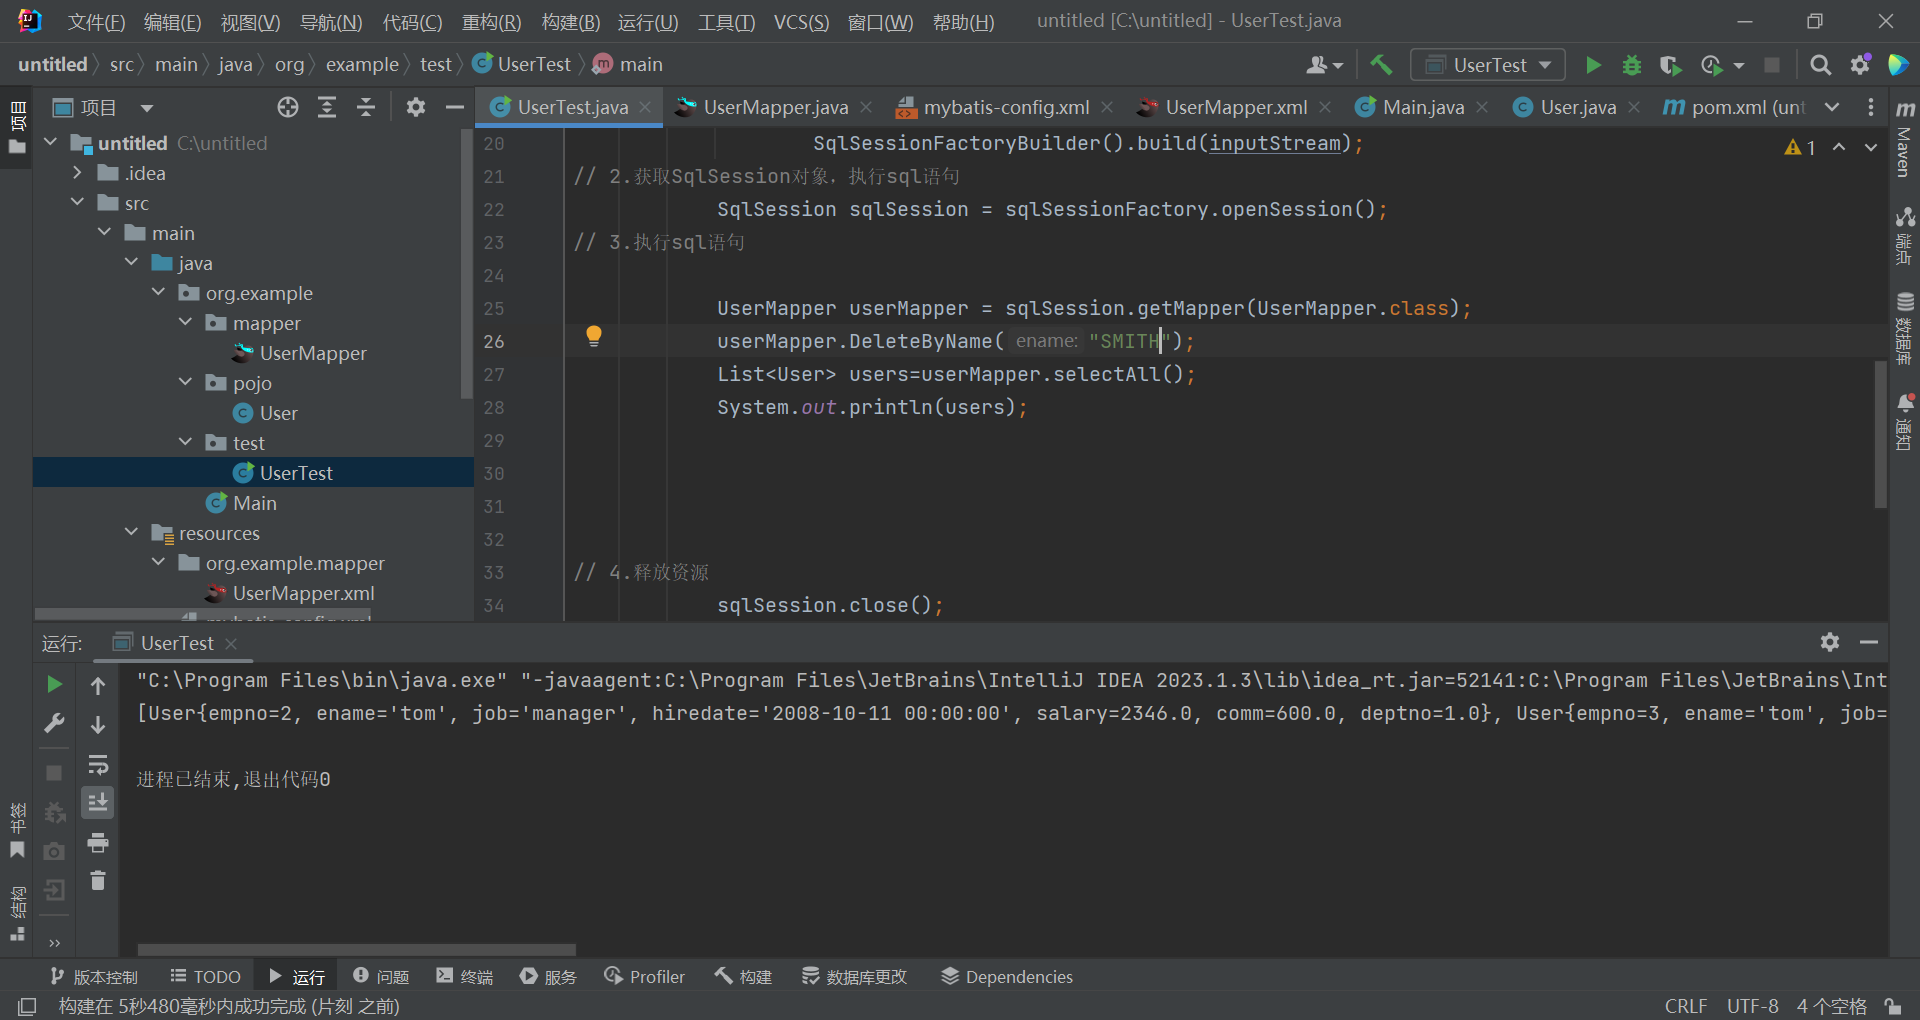 文件(F) 编辑(E) 视图(V) 导航(N) 代码(C) 重构(R) 构建(B) 运行(U) 工具(T) VCS(S) 窗口(W) 帮助(H) untitled [C:\untitled] - UserTest.java
untitled src main java org example test UserTest main UserTest
项目
项目
UserTest.java UserMapper.java mybatis-config.xml UserMapper.xml Main.java User.java pom.xml (unt
Maven
端点
数据库
通知
untitled C:\untitled
.idea
src
main
java
org.example
mapper
UserMapper
pojo
User
test
UserTest
Main
resources
org.example.mapper
UserMapper.xml
mybatis-config.xml
1
20 SqlSessionFactoryBuilder().build(inputStream);
21 // 2.获取SqlSession对象，执行sql语句
22 SqlSession sqlSession = sqlSessionFactory.openSession();
23 // 3.执行sql语句
24
25 UserMapper userMapper = sqlSession.getMapper(UserMapper.class);
26 userMapper.DeleteByName( ename: "SMITH");
27 List<User> users=userMapper.selectAll();
28 System.out.println(users);
29
30
31
32
33 // 4.释放资源
34 sqlSession.close();
运行: UserTest
"C:\Program Files\bin\java.exe" "-javaagent:C:\Program Files\JetBrains\IntelliJ IDEA 2023.1.3\lib\idea_rt.jar=52141:C:\Program Files\JetBrains\Int
[User{empno=2, ename='tom', job='manager', hiredate='2008-10-11 00:00:00', salary=2346.0, comm=600.0, deptno=1.0}, User{empno=3, ename='tom', job=
进程已结束,退出代码0
书签
结构
版本控制 TODO 运行 问题 终端 服务 Profiler 构建 数据库更改 Dependencies
构建在 5秒480毫秒内成功完成 (片刻 之前) CRLF UTF-8 4 个空格